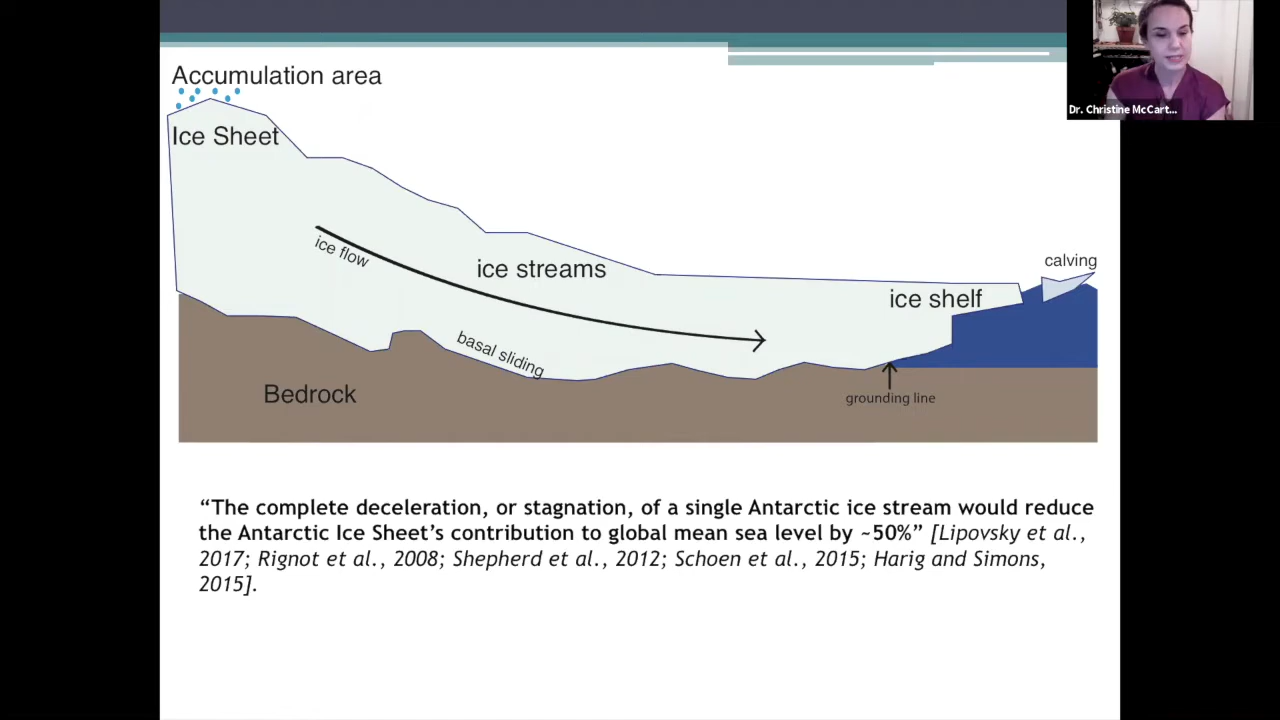 Accumulation area
Dr. Christine McCart...
Ice Sheet
ice flow
ice streams
calving
ice shelf
basal sliding
Bedrock
grounding line
“The complete deceleration, or stagnation, of a single Antarctic ice stream would reduce
the Antarctic Ice Sheet’s contribution to global mean sea level by ~50%” [Lipovsky et al.,
2017; Rignot et al., 2008; Shepherd et al., 2012; Schoen et al., 2015; Harig and Simons,
2015].